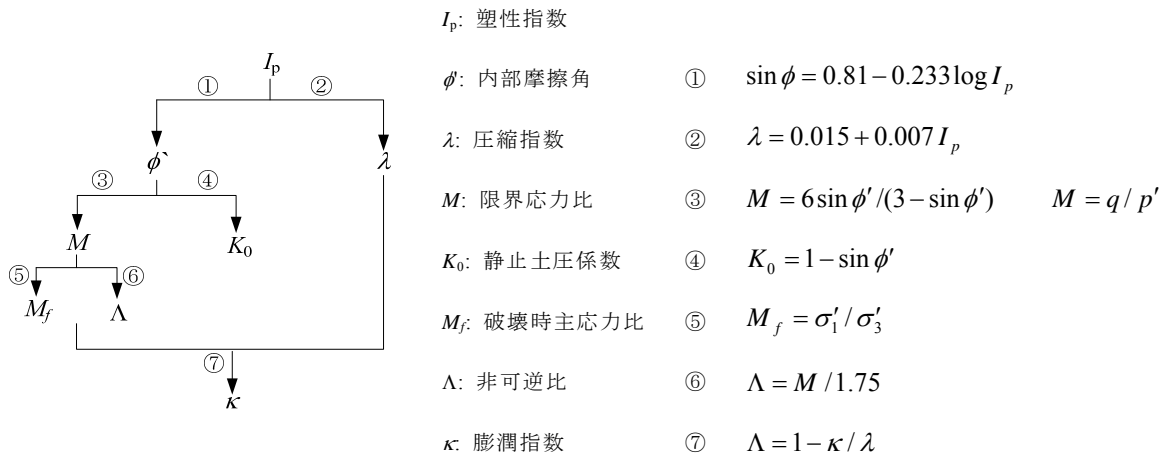 I_p
① ②
ϕ` λ
③ ④
M K_0
⑤ ⑥
M_f Λ
⑦
κ
I_p: 塑性指数
ϕ': 内部摩擦角 ① sin ϕ = 0.81 − 0.233 log I_p
λ: 圧縮指数 ② λ = 0.015 + 0.007 I_p
M: 限界応力比 ③ M = 6 sin ϕ′ /(3 − sin ϕ′) M = q / p′
K_0: 静止土圧係数 ④ K_0 = 1 − sin ϕ′
M_f: 破壊時主応力比 ⑤ M_f = σ′_1 / σ′_3
Λ: 非可逆比 ⑥ Λ = M / 1.75
κ: 膨潤指数 ⑦ Λ = 1 − κ / λ